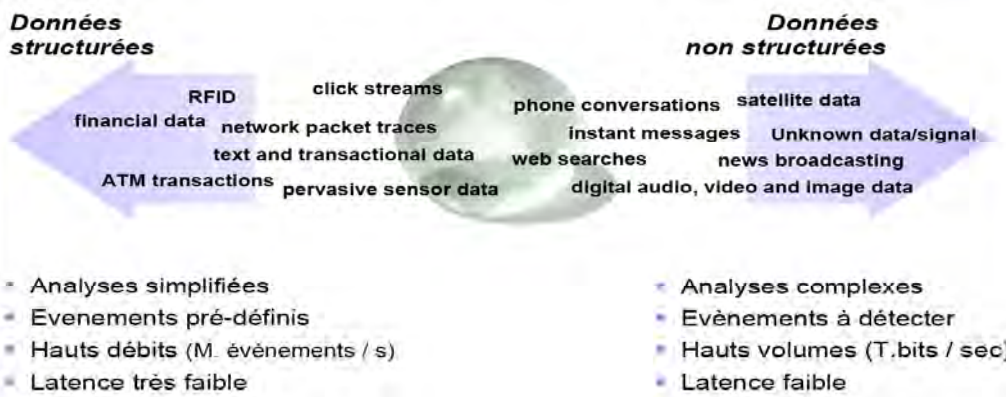 Données
structurées
Données
non structurées
RFID
click streams
financial data
network packet traces
text and transactional data
ATM transactions
pervasive sensor data
phone conversations
satellite data
instant messages
Unknown data/signal
web searches
news broadcasting
digital audio, video and image data
Analyses simplifiées
Evenements pré-définis
Hauts débits (M. évènements / s)
Latence très faible
Analyses complexes
Evènements à détecter
Hauts volumes (T.bits / sec)
Latence faible